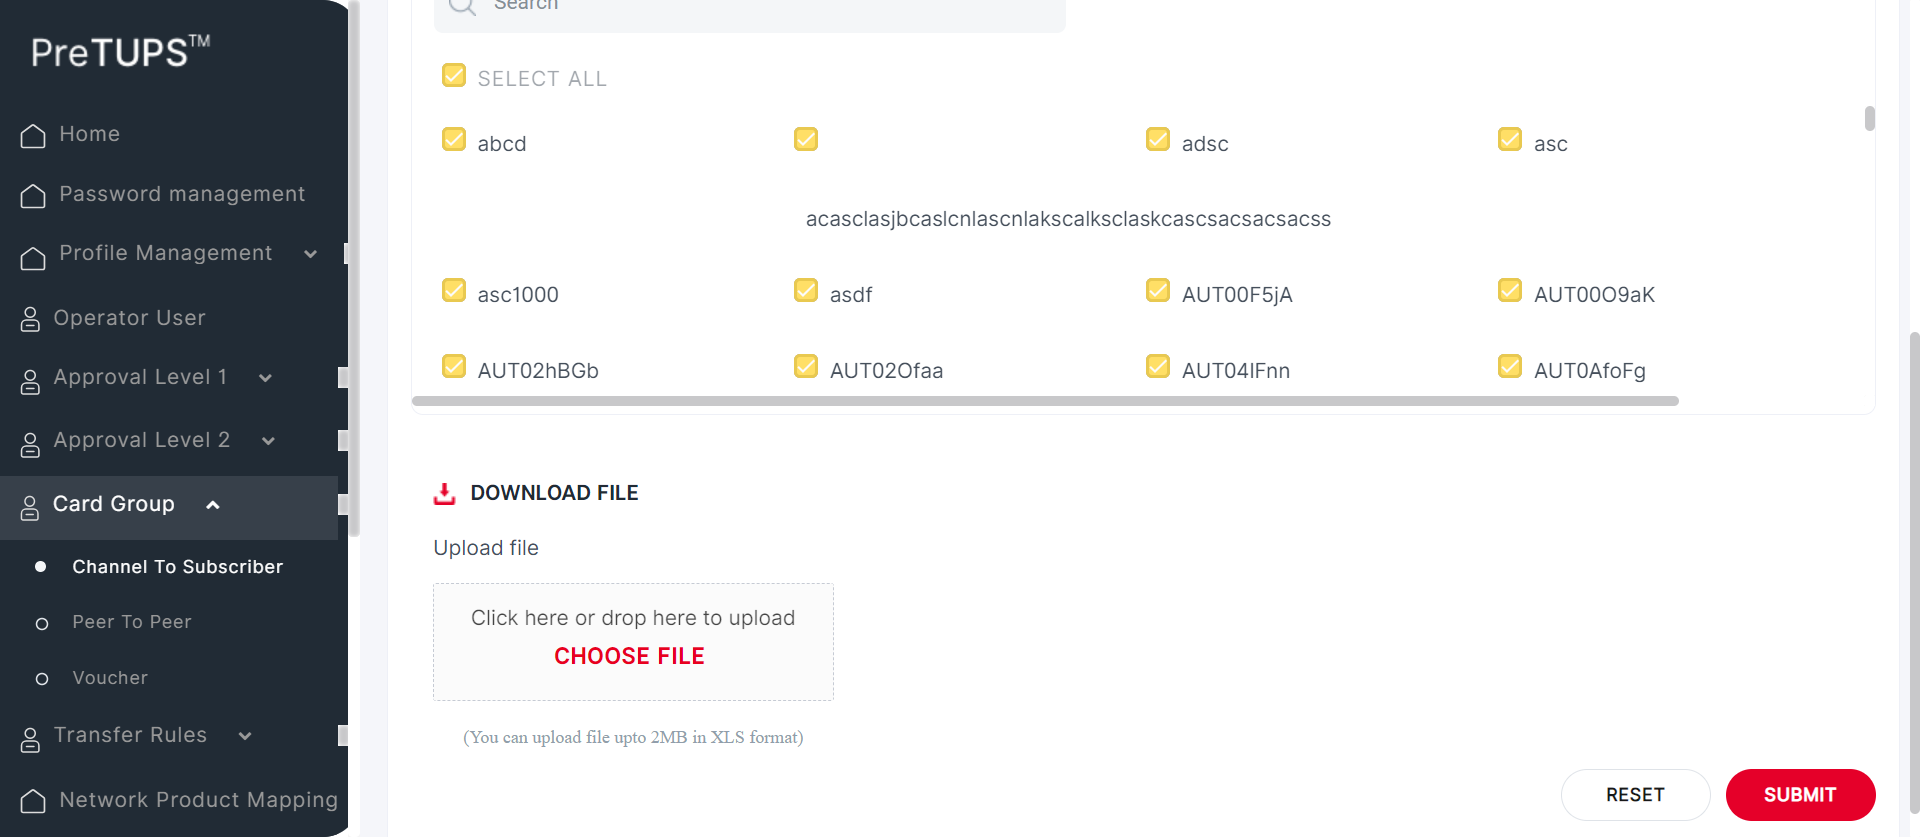 PreTUPS™
Home
Password management
Profile Management
Operator User
Approval Level 1
Approval Level 2
Card Group
Channel To Subscriber
Peer To Peer
Voucher
Transfer Rules
Network Product Mapping
Search
SELECT ALL
abcd
adsc
asc
acasclasjbcaslcnlascnlakscalksclaskcascsacsacsacss
asc1000
asdf
AUT00F5jA
AUT00O9aK
AUT02hBGb
AUT02Ofaa
AUT04IFnn
AUT0AfoFg
DOWNLOAD FILE
Upload file
Click here or drop here to upload
CHOOSE FILE
(You can upload file upto 2MB in XLS format)
RESET
SUBMIT